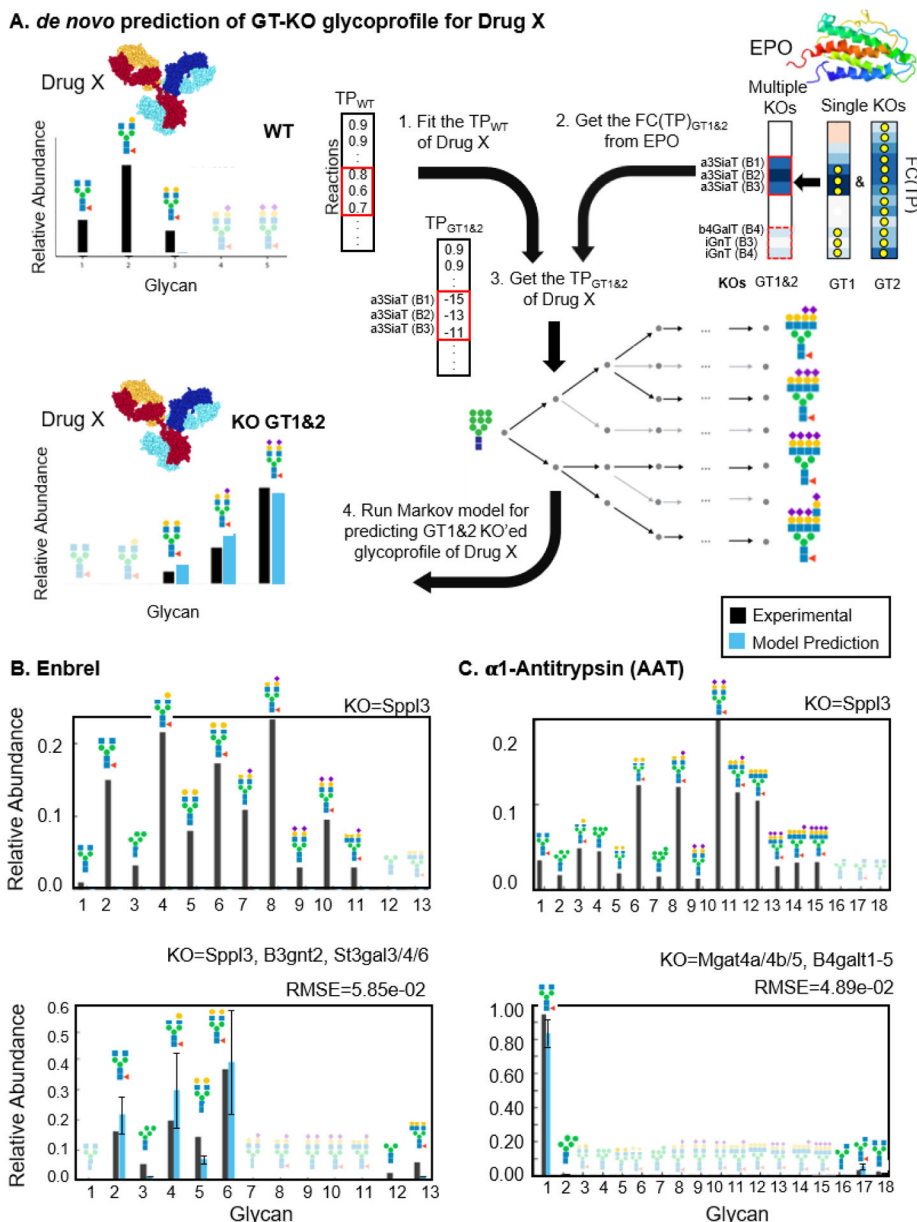 A. de novo prediction of GT-KO glycoprofile for Drug X
Drug X
WT
Relative Abundance
1 2 3 4 5
Glycan
TP_WT
Reactions
0.9
0.9
:
0.8
0.6
0.7
:
:
1. Fit the TP_WT
of Drug X
2. Get the FC(TP)_GT1&2
from EPO
EPO
Multiple
KOs
Single KOs
a3SiaT (B1)
a3SiaT (B2)
a3SiaT (B3)
&
FC(TP)
b4GalT (B4)
iGnT (B3)
iGnT (B4)
KOs GT1&2 GT1 GT2
TP_GT1&2
0.9
0.9
:
a3SiaT (B1) -15
a3SiaT (B2) -13
a3SiaT (B3) -11
:
:
3. Get the TP_GT1&2
of Drug X
...
...
...
...
...
...
...
Drug X
KO GT1&2
Relative Abundance
Glycan
4. Run Markov model for
predicting GT1&2 KO'ed
glycoprofile of Drug X
Experimental
Model Prediction
B. Enbrel
KO=Sppl3
Relative Abundance
0.2
0.1
0.0
1 2 3 4 5 6 7 8 9 10 11 12 13
KO=Sppl3, B3gnt2, St3gal3/4/6
RMSE=5.85e-02
Relative Abundance
0.6
0.5
0.4
0.3
0.2
0.1
0.0
1 2 3 4 5 6 7 8 9 10 11 12 13
Glycan
C. α1-Antitrypsin (AAT)
KO=Sppl3
0.2
0.1
0.0
1 2 3 4 5 6 7 8 9 10 11 12 13 14 15 16 17 18
KO=Mgat4a/4b/5, B4galt1-5
RMSE=4.89e-02
1.00
0.80
0.60
0.40
0.20
0.00
1 2 3 4 5 6 7 8 9 10 11 12 13 14 15 16 17 18
Glycan